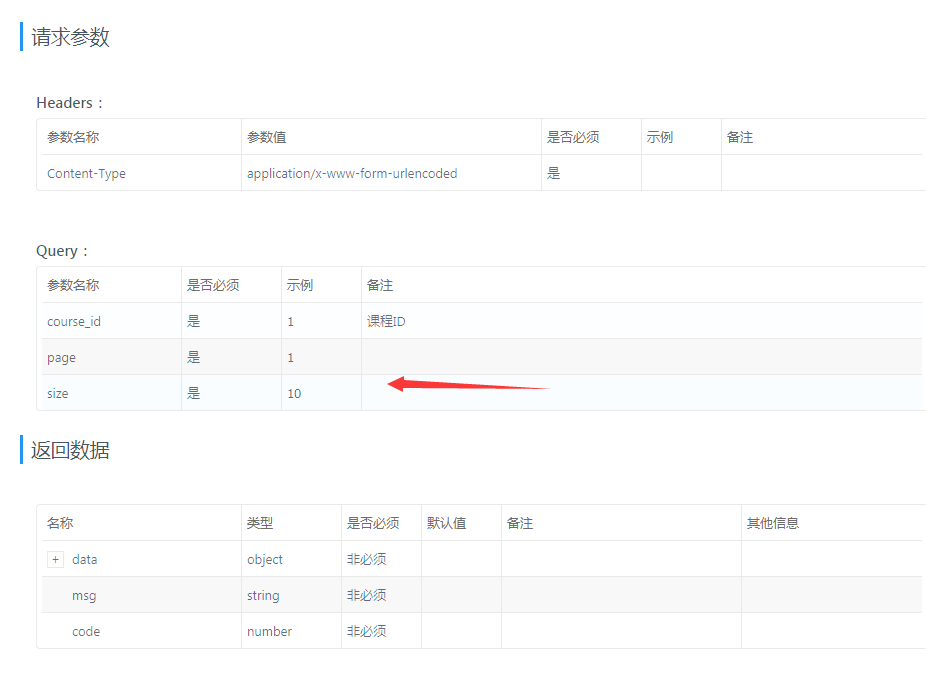 请求参数
Headers：
参数名称 参数值 是否必须 示例 备注
Content-Type application/x-www-form-urlencoded 是
Query：
参数名称 是否必须 示例 备注
course_id 是 1 课程ID
page 是 1
size 是 10
返回数据
名称 类型 是否必须 默认值 备注 其他信息
+ data object 非必须
msg string 非必须
code number 非必须